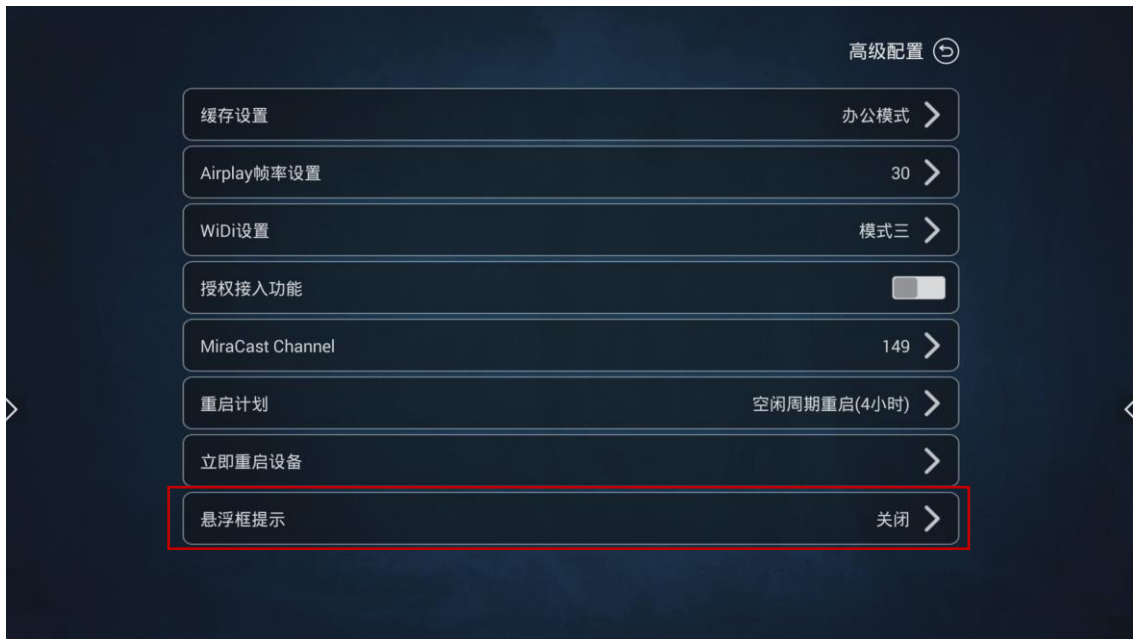 高级配置
缓存设置 办公模式
Airplay帧率设置 30
WiDi设置 模式三
授权接入功能
MiraCast Channel 149
重启计划 空闲周期重启(4小时)
立即重启设备
悬浮框提示 关闭